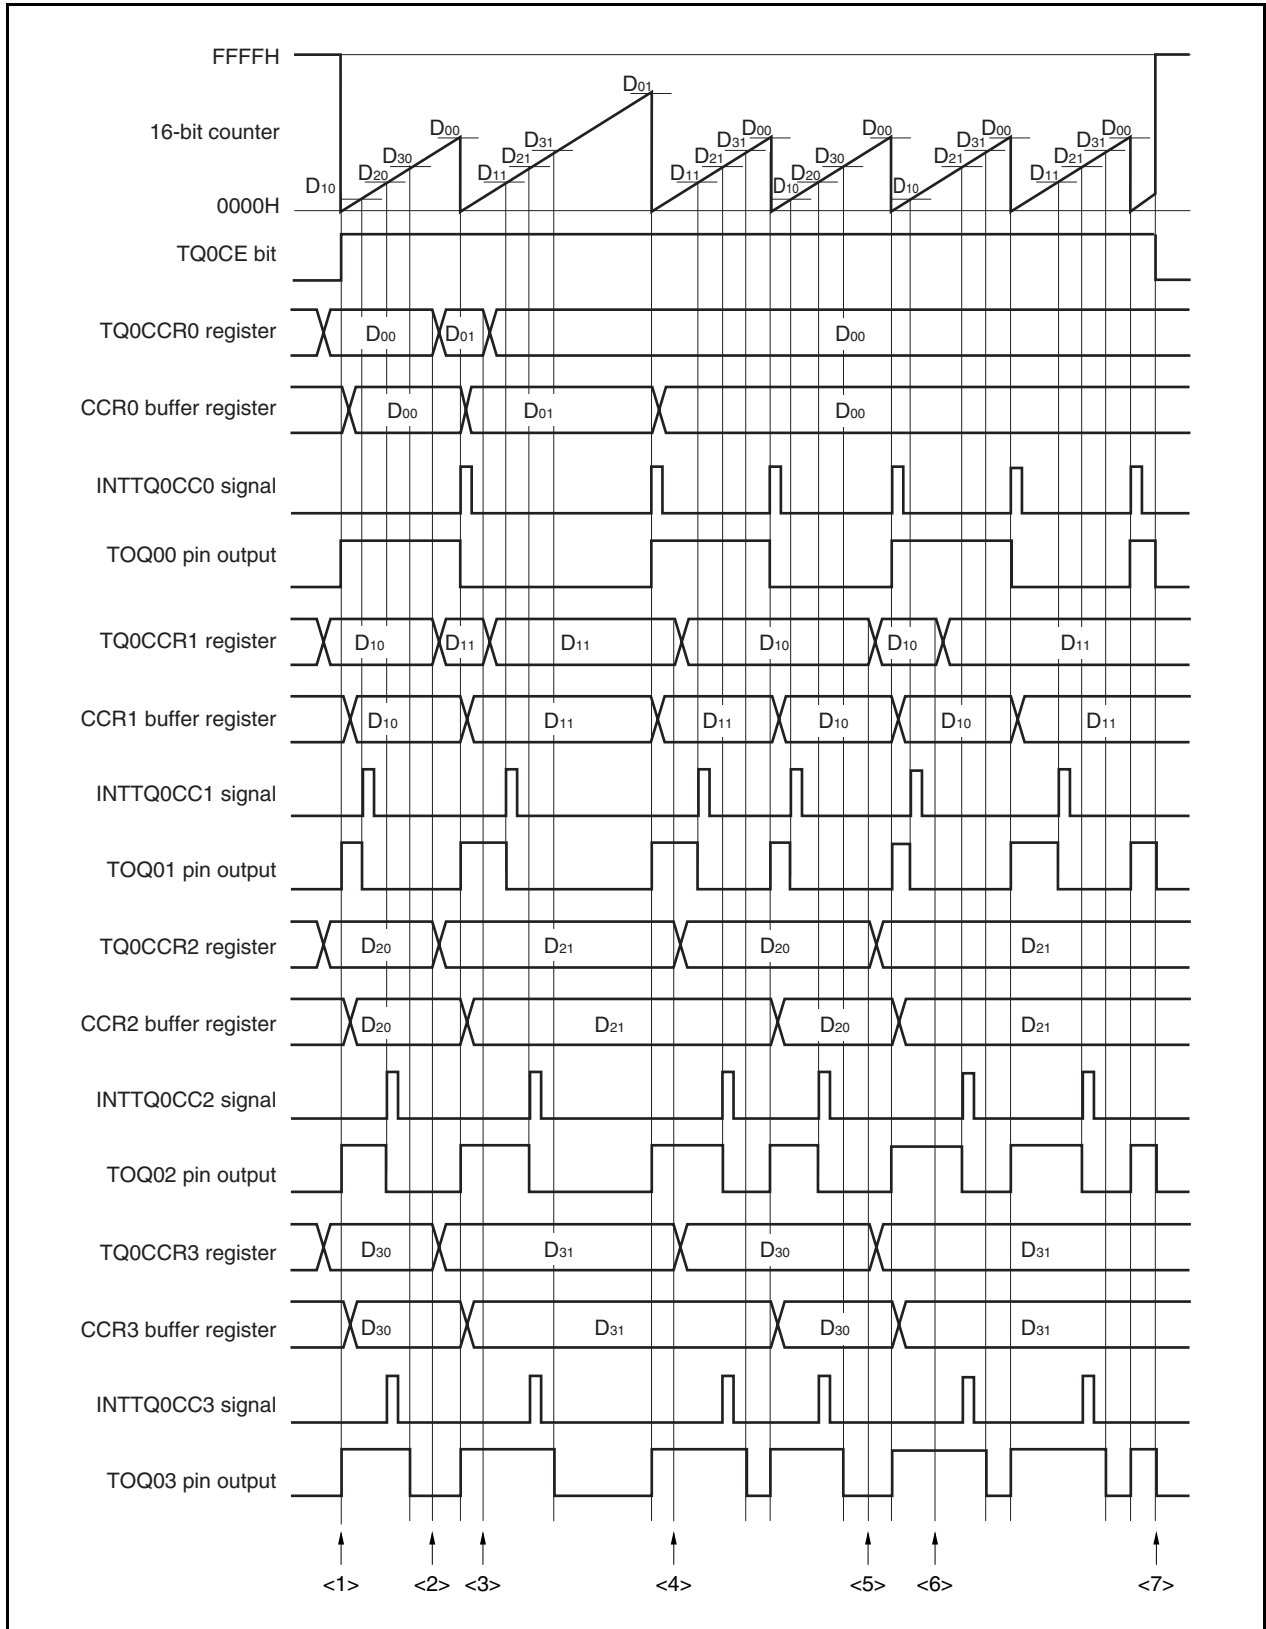 FFFFH
16-bit counter
0000H
D10 D20 D30 D00 D11 D21 D31 D01 D11 D21 D31 D00 D10 D20 D30 D00 D10 D21 D31 D00 D11 D21 D31 D00
TQ0CE bit
TQ0CCR0 register D00 D01 D00
CCR0 buffer register D00 D01 D00
INTTQ0CC0 signal
TOQ00 pin output
TQ0CCR1 register D10 D11 D11 D10 D10 D11
CCR1 buffer register D10 D11 D11 D10 D10 D11
INTTQ0CC1 signal
TOQ01 pin output
TQ0CCR2 register D20 D21 D20 D21
CCR2 buffer register D20 D21 D20 D21
INTTQ0CC2 signal
TOQ02 pin output
TQ0CCR3 register D30 D31 D30 D31
CCR3 buffer register D30 D31 D30 D31
INTTQ0CC3 signal
TOQ03 pin output
<1> <2> <3> <4> <5> <6> <7>